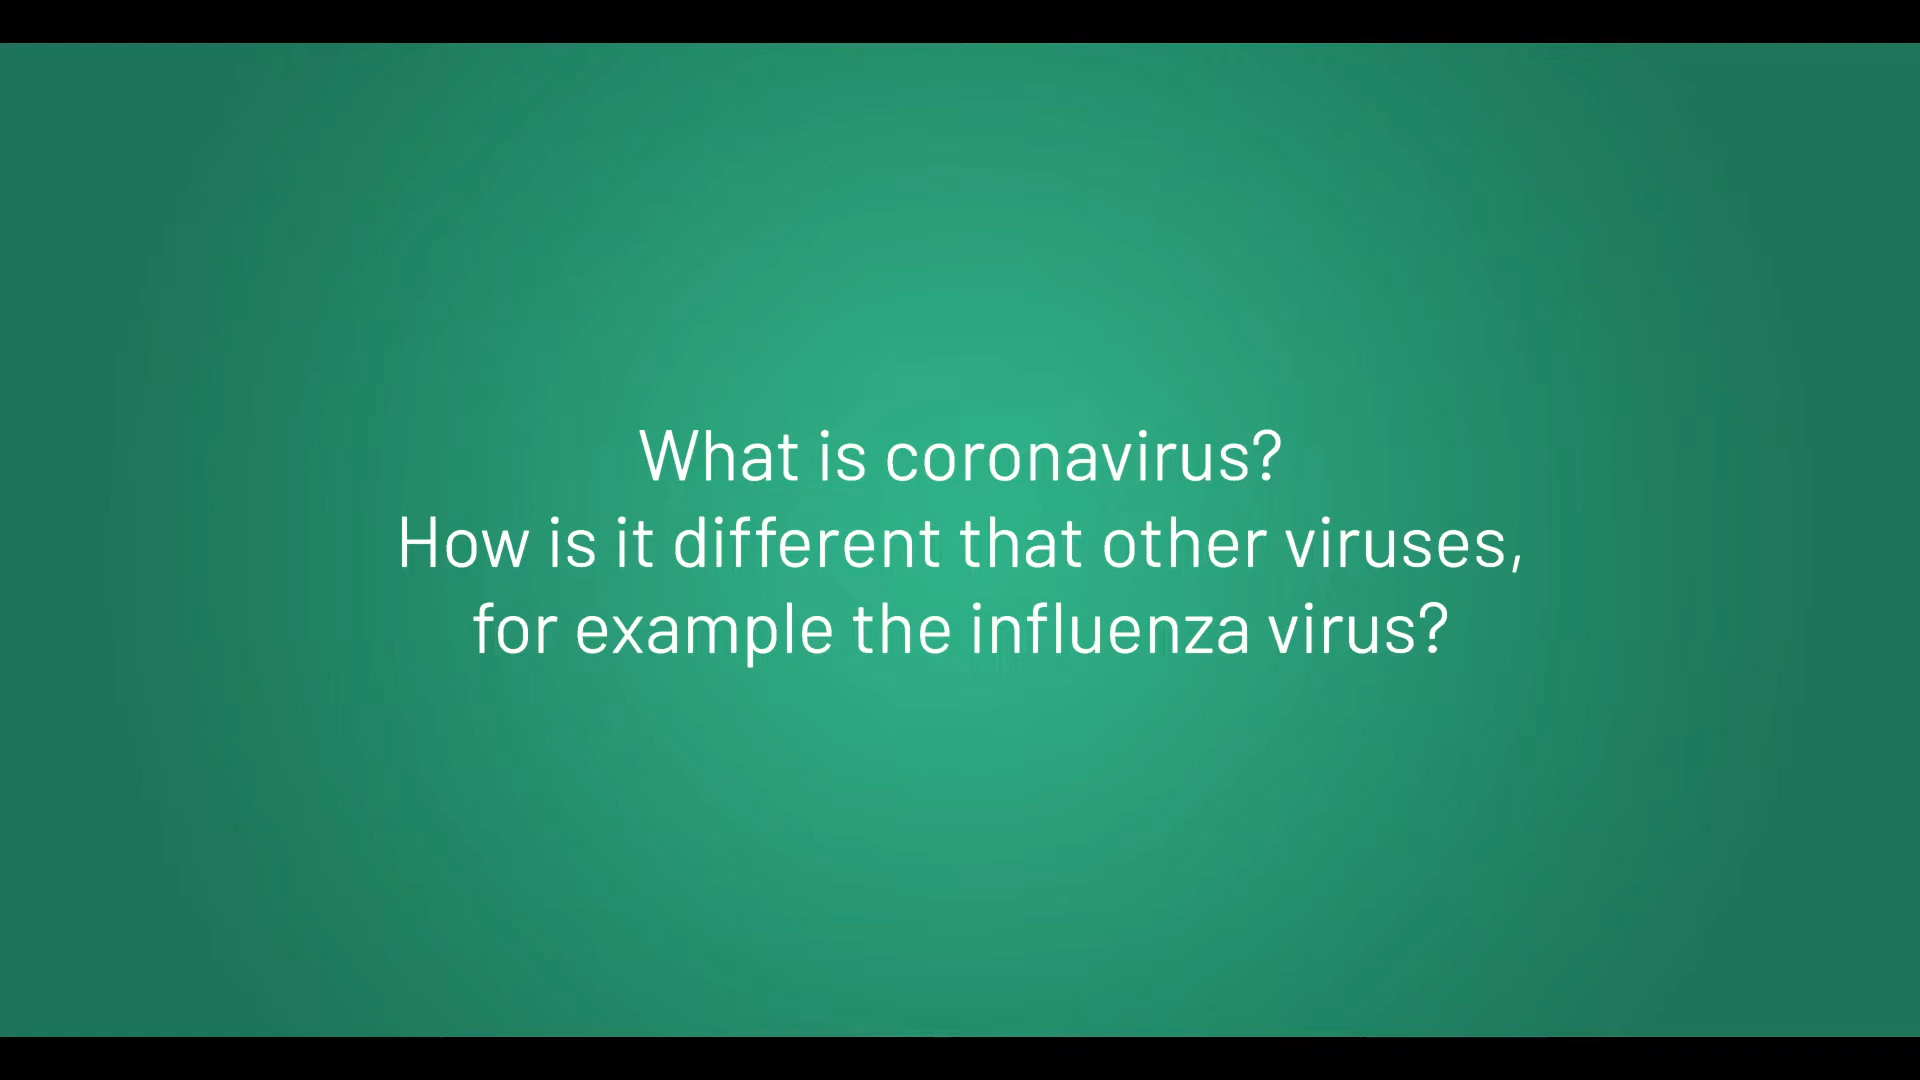 What is coronavirus?
How is it different that other viruses,
for example the influenza virus?